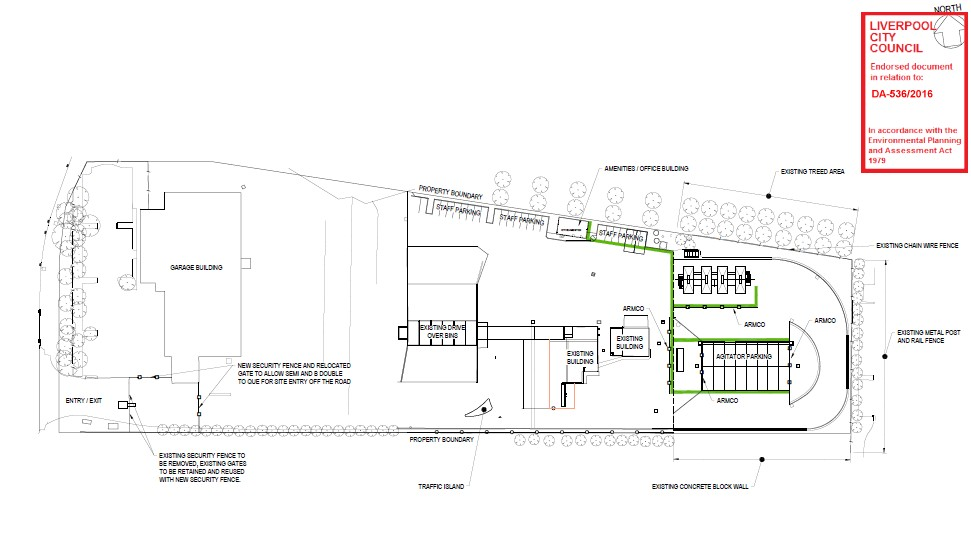 NORTH
LIVERPOOL
CITY
COUNCIL
Endorsed document
in relation to:
DA-536/2016
In accordance with the
Environmental Planning
and Assessment Act
1979
AMENITIES / OFFICE BUILDING
EXISTING TREED AREA
PROPERTY BOUNDARY
STAFF PARKING
STAFF PARKING
STAFF PARKING
EXISTING CHAIN WIRE FENCE
GARAGE BUILDING
ARMCO
ARMCO
ARMCO
EXISTING DRIVE
OVER BINS
EXISTING
BUILDING
EXISTING
BUILDING
AGITATOR PARKING
EXISTING METAL POST
AND RAIL FENCE
NEW SECURITY FENCE AND RELOCATED
GATE TO ALLOW SEMI AND B DOUBLE
TO QUE FOR SITE ENTRY OFF THE ROAD
ENTRY / EXIT
ARMCO
PROPERTY BOUNDARY
EXISTING SECURITY FENCE TO
BE REMOVED, EXISTING GATES
TO BE RETAINED AND REUSED
WITH NEW SECURITY FENCE.
TRAFFIC ISLAND
EXISTING CONCRETE BLOCK WALL